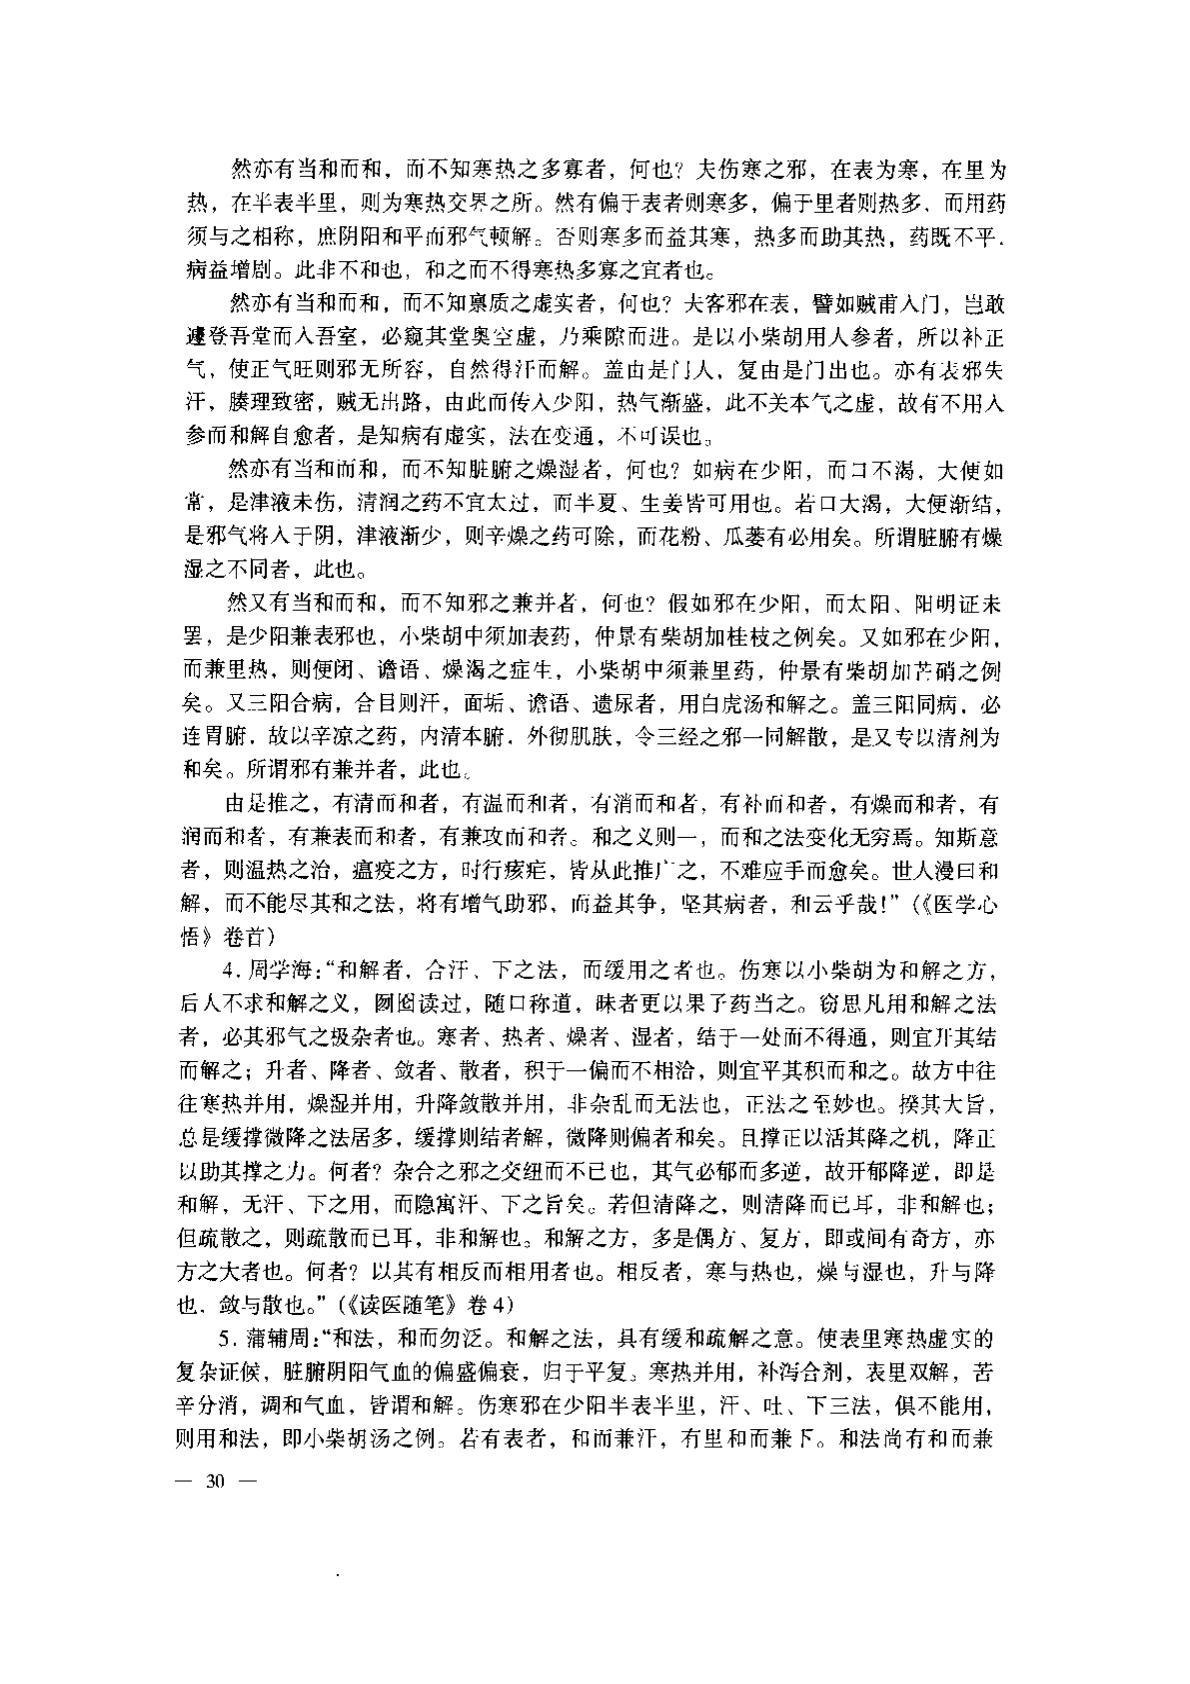 然亦有当和而和，而不知寒热之多寡者，何也？夫伤寒之邪，在表为寒，在里为
热，在半表半里，则为寒热交界之所。然有偏于表者则寒多，偏于里者则热多，而用药
须与之相称，庶阴阳和平而邪气顿解。否则寒多而益其寒，热多而助其热，药既不平，
病益增剧。此非不和也，和之而不得寒热多寡之宜者也。
然亦有当和而和，而不知禀质之虚实者，何也？夫客邪在表，譬如贼甫入门，岂敢
遽登吾堂而入吾室，必窥其堂奥空虚，乃乘隙而进。是以小柴胡用人参者，所以补正
气，使正气旺则邪无所容，自然得汗而解。盖由是门入，复由是门出也。亦有表邪失
汗，腠理致密，贼无出路，由此而传入少阳，热气渐盛，此不关本气之虚，故有不用人
参而和解自愈者，是知病有虚实，法在变通，不可误也。
然亦有当和而和，而不知脏腑之燥湿者，何也？如病在少阳，而口不渴，大便如
常，是津液未伤，清润之药不宜太过，而半夏、生姜皆可用也。若口大渴，大便渐结，
是邪气将入于阴，津液渐少，则辛燥之药可除，而花粉、瓜蒌有必用矣。所谓脏腑有燥
湿之不同者，此也。
然又有当和而和，而不知邪之兼并者，何也？假如邪在少阳，而太阳、阳明证未
罢，是少阳兼表邪也，小柴胡中须加表药，仲景有柴胡加桂枝之例矣。又如邪在少阳，
而兼里热，则便闭、谵语、燥渴之症生，小柴胡中须兼里药，仲景有柴胡加芒硝之例
矣。又三阳合病，合目则汗，面垢、谵语、遗尿者，用白虎汤和解之。盖三阳同病，必
连胃腑，故以辛凉之药，内清本腑，外彻肌肤，令三经之邪一同解散，是又专以清剂为
和矣。所谓邪有兼并者，此也。
由是推之，有清而和者，有温而和者，有消而和者，有补而和者，有燥而和者，有
润而和者，有兼表而和者，有兼攻而和者。和之义则一，而和之法变化无穷焉。知斯意
者，则温热之治，瘟疫之方，时行痎疟，皆从此推广之，不难应手而愈矣。世人漫曰和
解，而不能尽其和之法，将有增气助邪，而益其争，坚其病者，和云乎哉！”（《医学心
悟》卷首）
4. 周学海：“和解者，合汗、下之法，而缓用之者也。伤寒以小柴胡为和解之方，
后人不求和解之义，囫囵读过，随口称道，昧者更以果子药当之。窃思凡用和解之法
者，必其邪气之极杂者也。寒者、热者、燥者、湿者，结于一处而不得通，则宜开其结
而解之；升者、降者、敛者、散者，积于一偏而不相洽，则宜平其积而和之。故方中往
往寒热并用，燥湿并用，升降敛散并用，非杂乱而无法也，正法之至妙也。揆其大旨，
总是缓撑微降之法居多，缓撑则结者解，微降则偏者和矣。且撑正以活其降之机，降正
以助其撑之力。何者？杂合之邪之交纽而不已也，其气必郁而多逆，故开郁降逆，即是
和解，无汗、下之用，而隐寓汗、下之旨矣。若但清降之，则清降而已耳，非和解也；
但疏散之，则疏散而已耳，非和解也。和解之方，多是偶方、复方，即或间有奇方，亦
方之大者也。何者？以其有相反而相用者也。相反者，寒与热也，燥与湿也，升与降
也，敛与散也。”（《读医随笔》卷 4）
5. 蒲辅周：“和法，和而勿泛。和解之法，具有缓和疏解之意。使表里寒热虚实的
复杂证候，脏腑阴阳气血的偏盛偏衰，归于平复。寒热并用，补泻合剂，表里双解，苦
辛分消，调和气血，皆谓和解。伤寒邪在少阳半表半里，汗、吐、下三法，俱不能用，
则用和法，即小柴胡汤之例。若有表者，和而兼汗，有里和而兼下。和法尚有和而兼
— 30 —